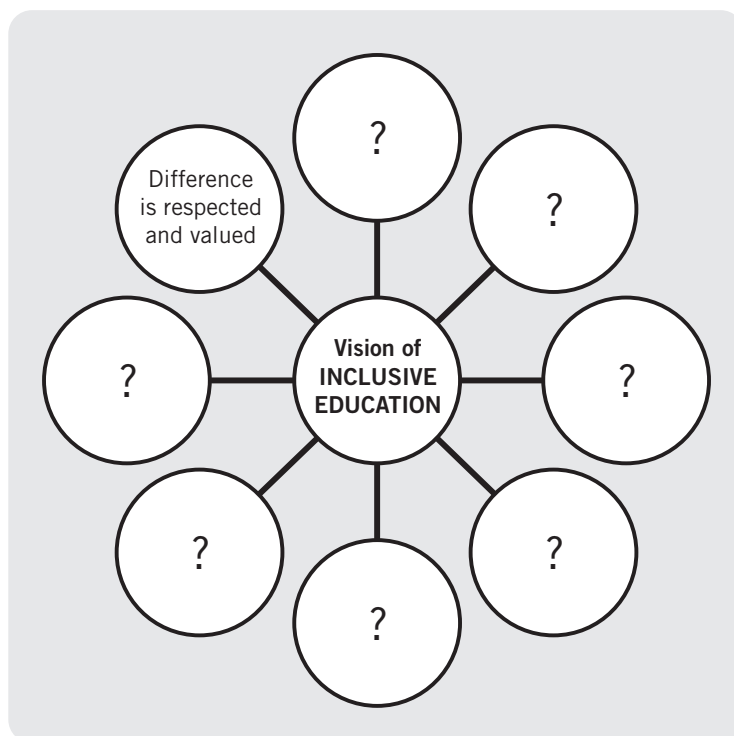 ?
Difference
is respected
and valued
?
?
Vision of
INCLUSIVE
EDUCATION
?
?
?
?